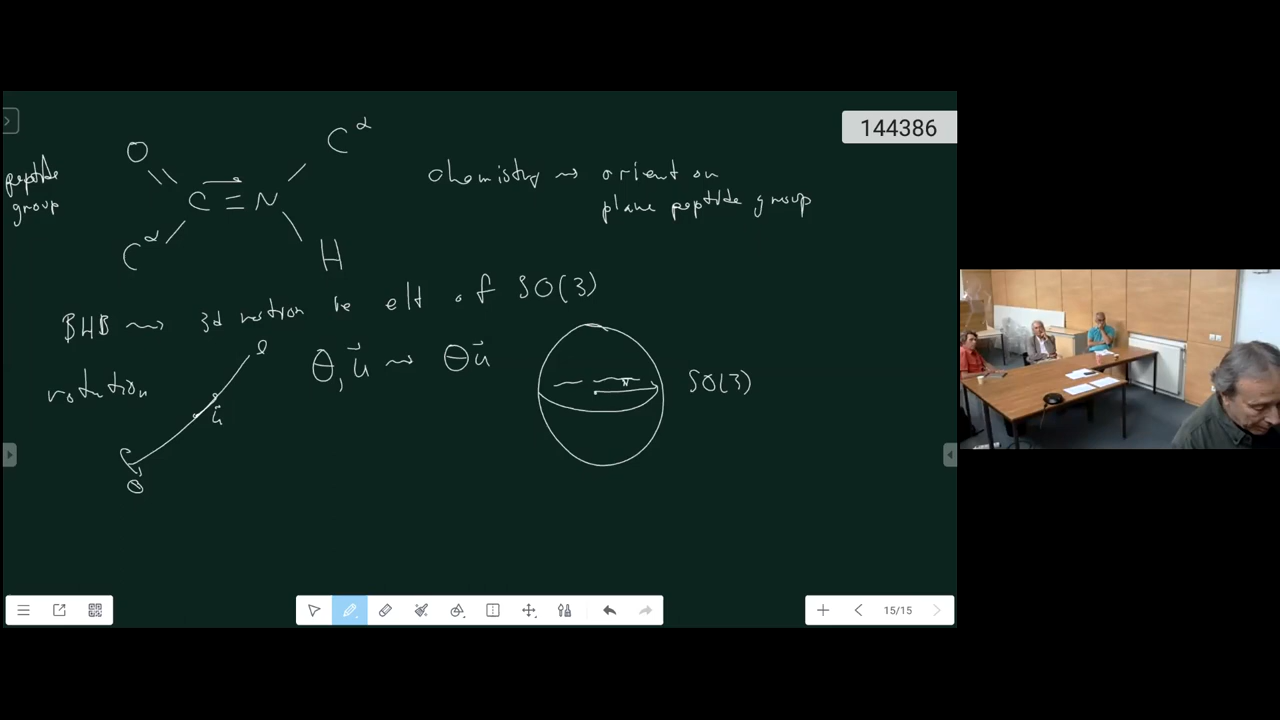 144386
O
C^α
peptide
group
C = N
chemistry ⇝ orient on
plane peptide group
C^α
H
BHB ⇝ 3d rotation be elt of SO(3)
rotation
θ, u⃗ ⇝ θu⃗
SO(3)
u⃗
θ
π
15/15